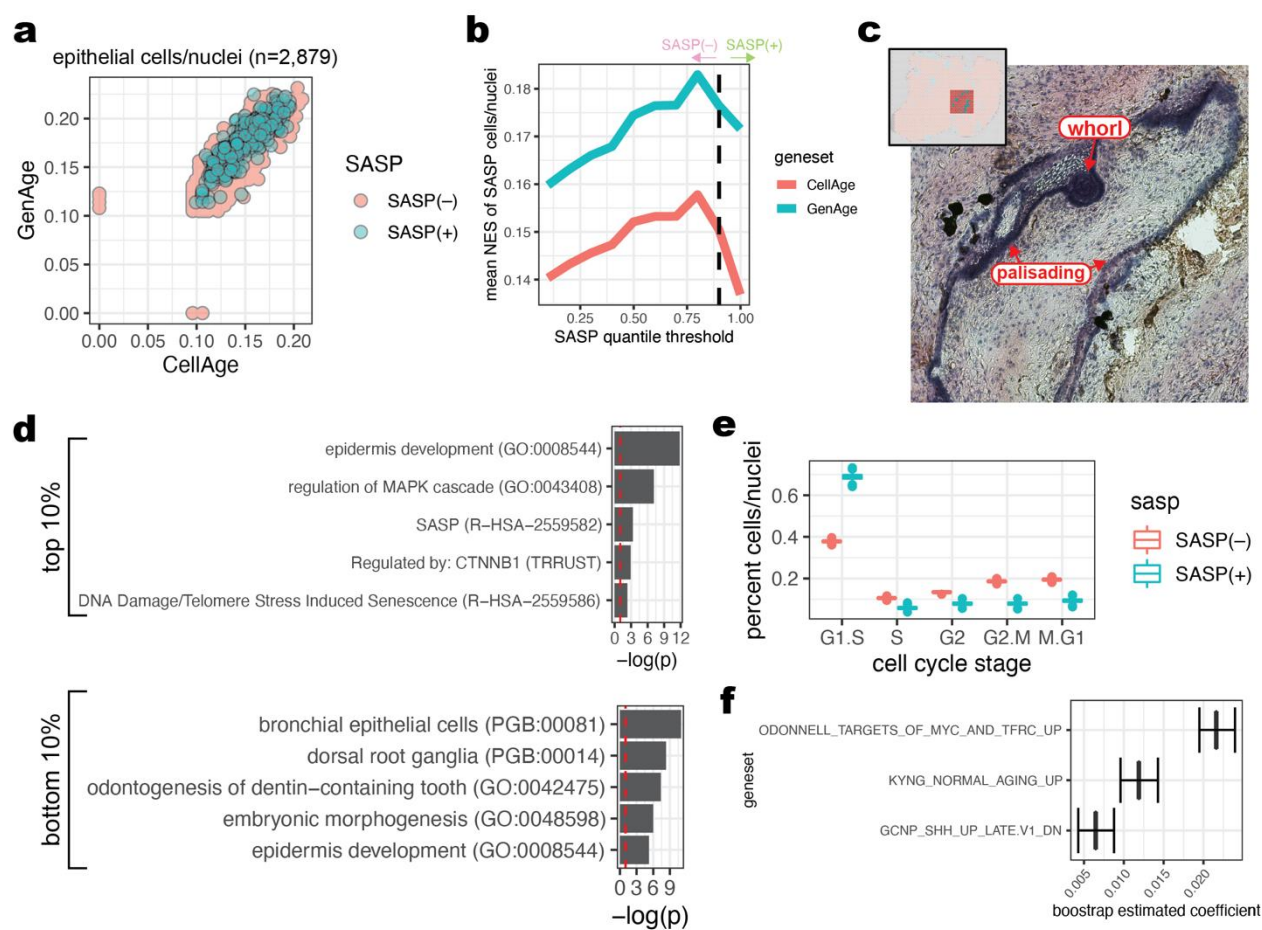 a
epithelial cells/nuclei (n=2,879)
GenAge
0.20
0.15
0.10
0.05
0.00
0.00 0.05 0.10 0.15 0.20
CellAge
SASP
SASP(−)
SASP(+)
b
SASP(−) SASP(+)
mean NES of SASP cells/nuclei
0.18
0.17
0.16
0.15
0.14
0.25 0.50 0.75 1.00
SASP quantile threshold
geneset
CellAge
GenAge
c
whorl
palisading
d
top 10%
epidermis development (GO:0008544)
regulation of MAPK cascade (GO:0043408)
SASP (R−HSA−2559582)
Regulated by: CTNNB1 (TRRUST)
DNA Damage/Telomere Stress Induced Senescence (R−HSA−2559586)
0 3 6 9 12
−log(p)
bottom 10%
bronchial epithelial cells (PGB:00081)
dorsal root ganglia (PGB:00014)
odontogenesis of dentin−containing tooth (GO:0042475)
embryonic morphogenesis (GO:0048598)
epidermis development (GO:0008544)
0 3 6 9
−log(p)
e
percent cells/nuclei
0.6
0.4
0.2
G1.S S G2 G2.M M.G1
cell cycle stage
sasp
SASP(−)
SASP(+)
f
geneset
ODONNELL_TARGETS_OF_MYC_AND_TFRC_UP
KYNG_NORMAL_AGING_UP
GCNP_SHH_UP_LATE.V1_DN
0.005 0.010 0.015 0.020
boostrap estimated coefficient